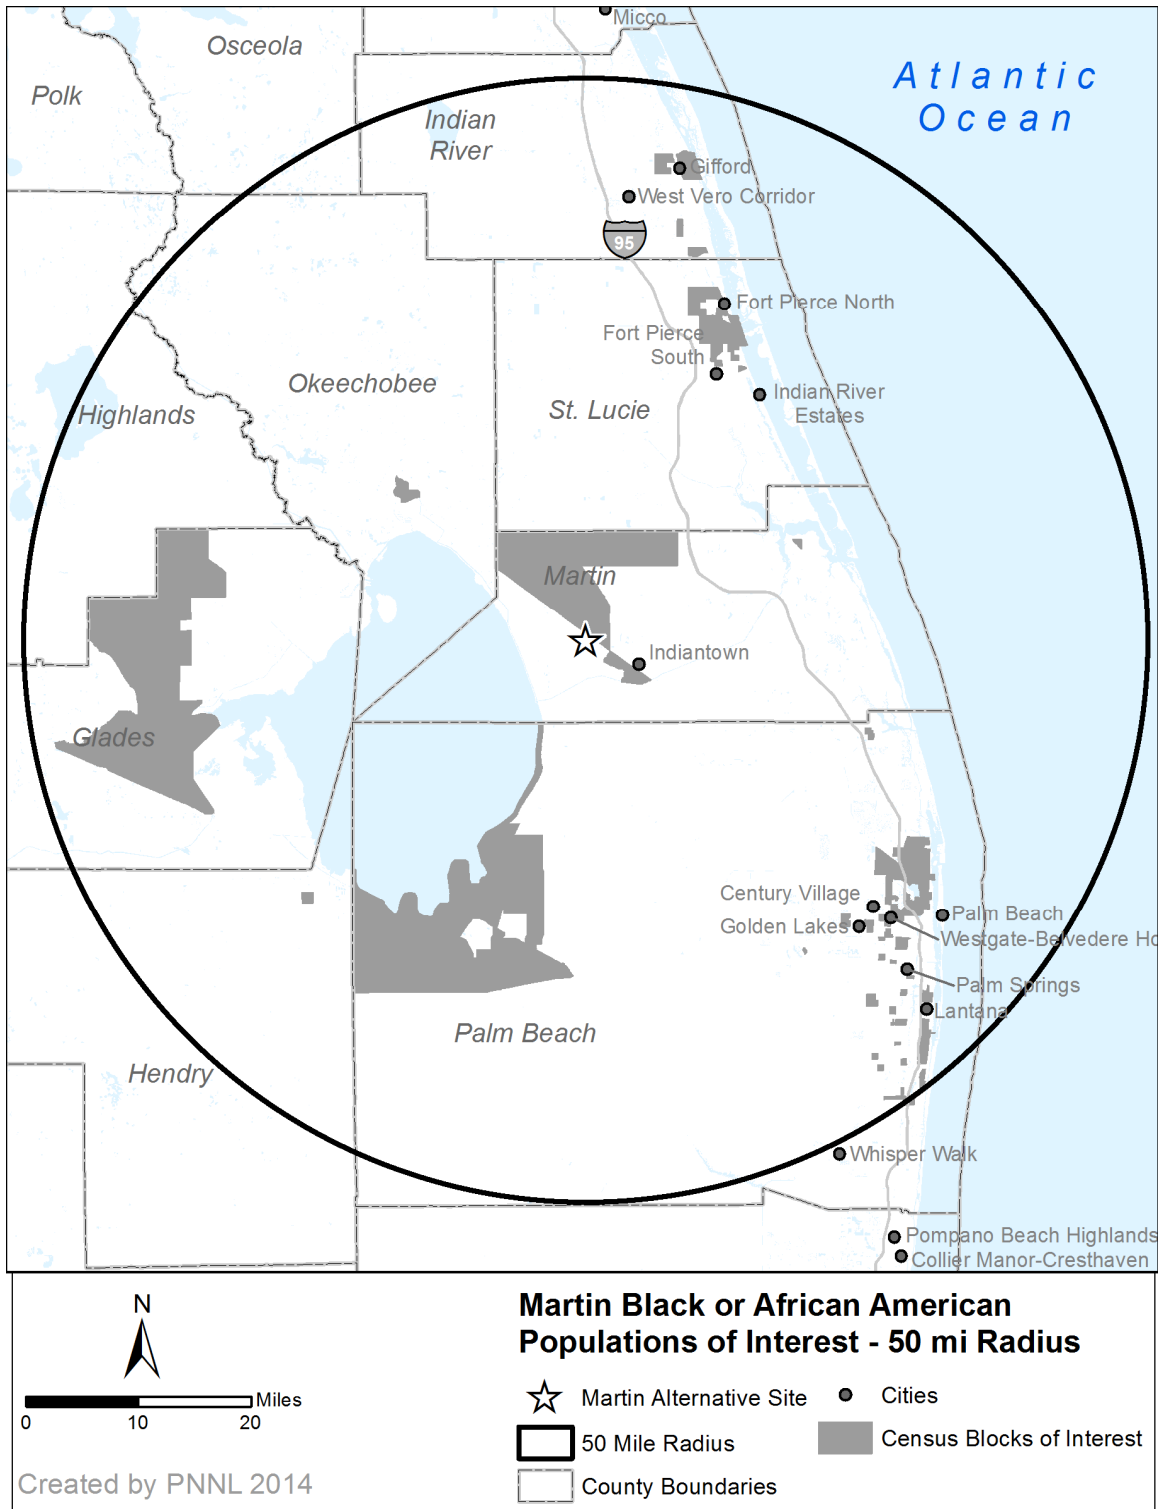 Micco
Osceola
Atlantic
Ocean
Polk
Indian
River
Gifford
West Vero Corridor
95
Fort Pierce North
Fort Pierce
South
Okeechobee
Indian River
Estates
St. Lucie
Highlands
Martin
Indiantown
Glades
Century Village
Palm Beach
Golden Lakes
Westgate-Belvedere Ho
Palm Springs
Lantana
Palm Beach
Hendry
Whisper Walk
Pompano Beach Highlands
Collier Manor-Cresthaven
N
Miles
0 10 20
Created by PNNL 2014
Martin Black or African American
Populations of Interest - 50 mi Radius
Martin Alternative Site
Cities
50 Mile Radius
Census Blocks of Interest
County Boundaries